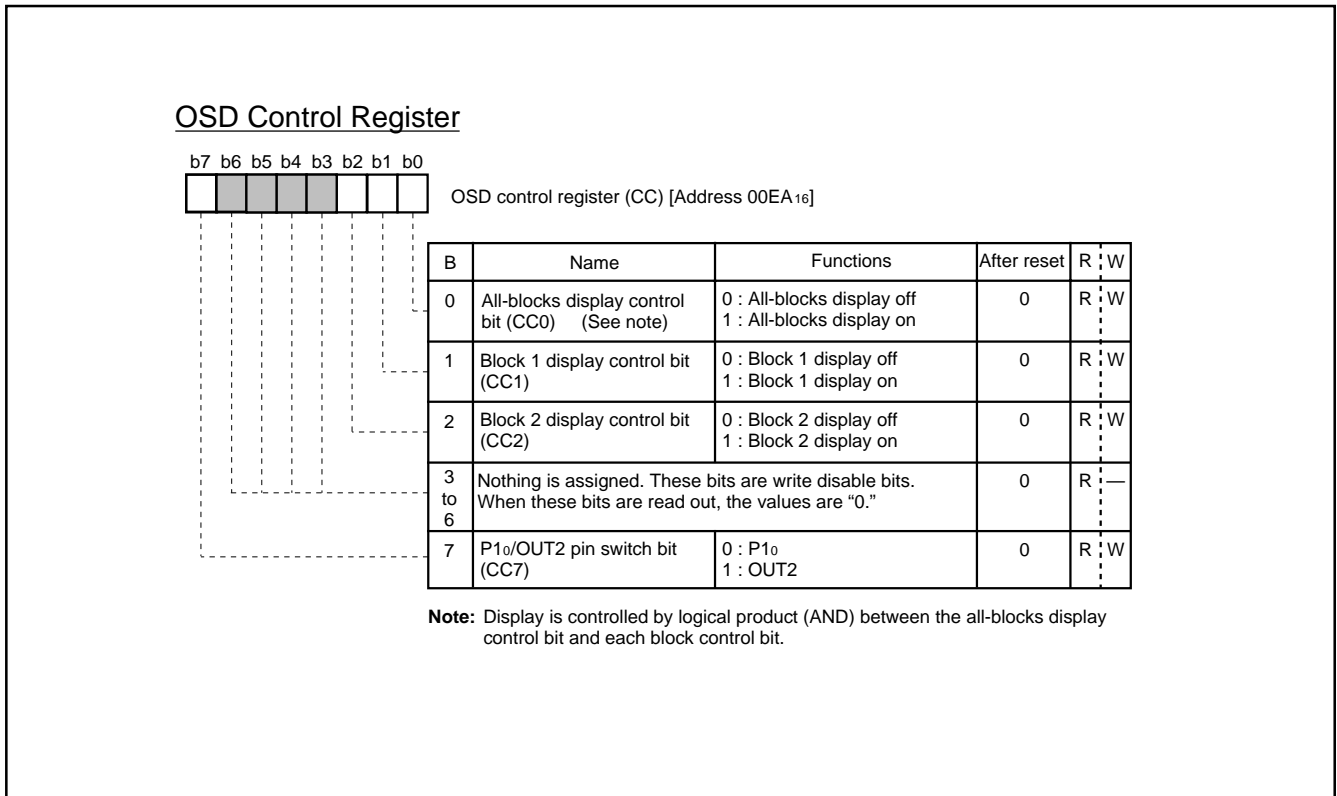 OSD Control Register
b7 b6 b5 b4 b3 b2 b1 b0
OSD control register (CC) [Address 00EA16]
B Name Functions After reset R W
0 All-blocks display control 0 : All-blocks display off 0 R W
bit (CC0) (See note) 1 : All-blocks display on
1 Block 1 display control bit 0 : Block 1 display off 0 R W
(CC1) 1 : Block 1 display on
2 Block 2 display control bit 0 : Block 2 display off 0 R W
(CC2) 1 : Block 2 display on
3 Nothing is assigned. These bits are write disable bits. 0 R —
to When these bits are read out, the values are “0.”
6
7 P10/OUT2 pin switch bit 0 : P10 0 R W
(CC7) 1 : OUT2
Note: Display is controlled by logical product (AND) between the all-blocks display
control bit and each block control bit.